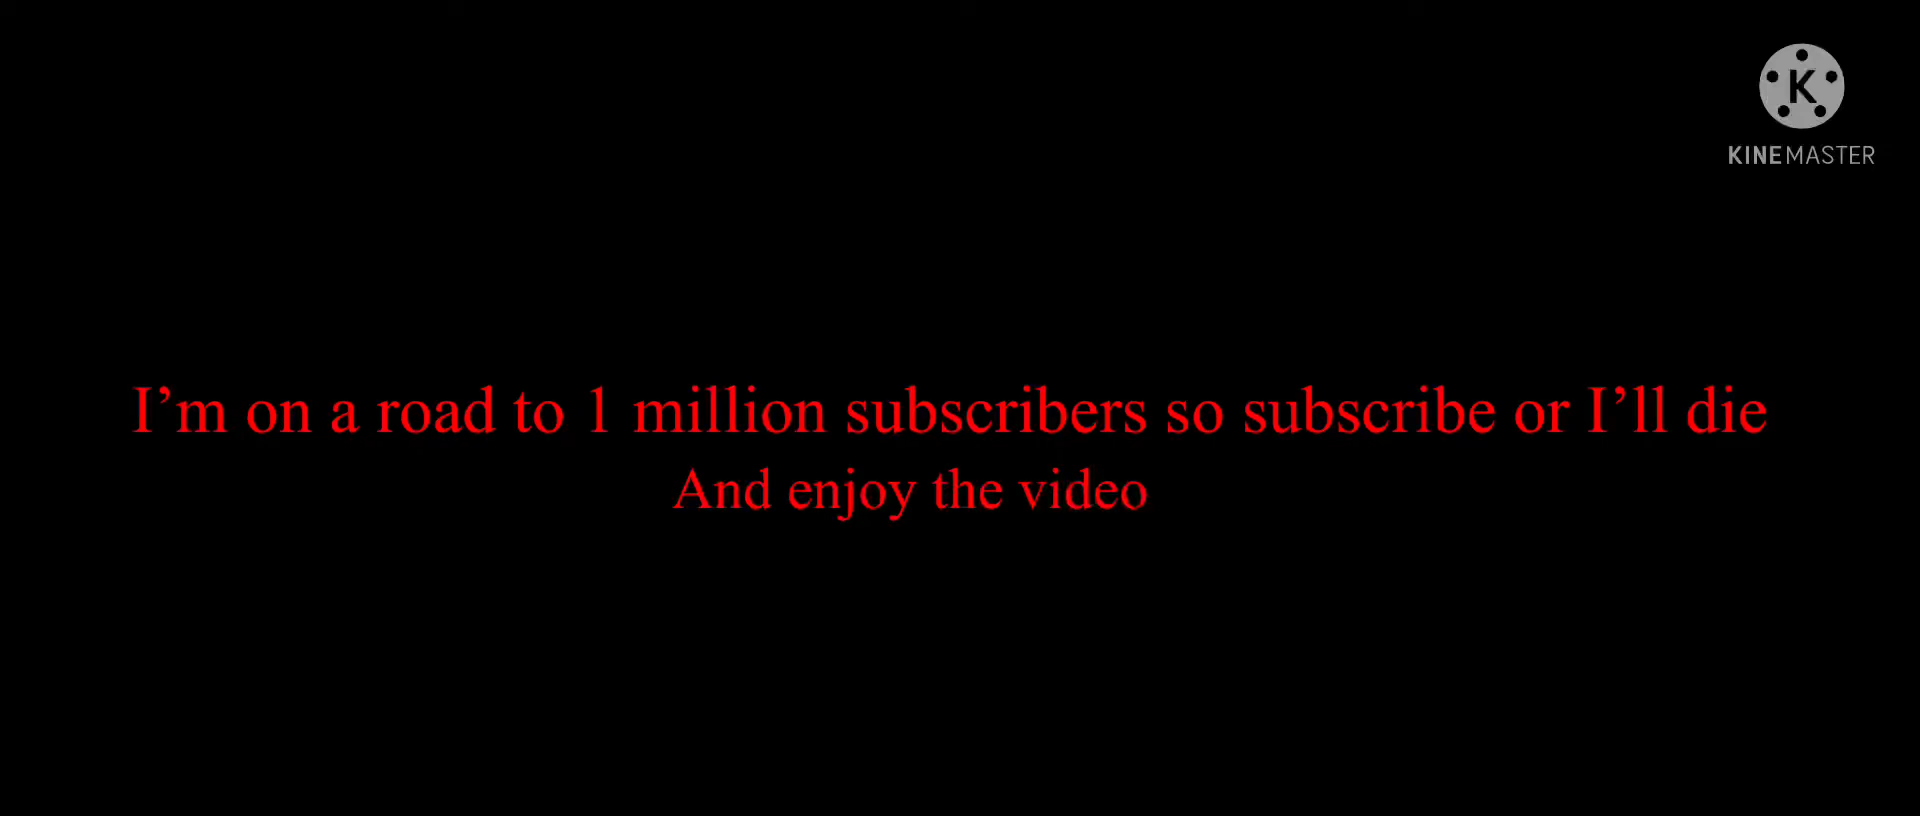 K
KINEMASTER
I’m on a road to 1 million subscribers so subscribe or I’ll die
And enjoy the video